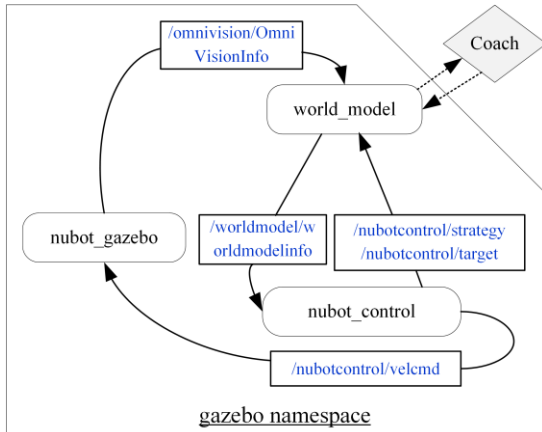 /omnivision/Omni
VisionInfo
Coach
world_model
/worldmodel/w
orldmodelinfo
/nubotcontrol/strategy
/nubotcontrol/target
nubot_gazebo
nubot_control
/nubotcontrol/velcmd
gazebo namespace